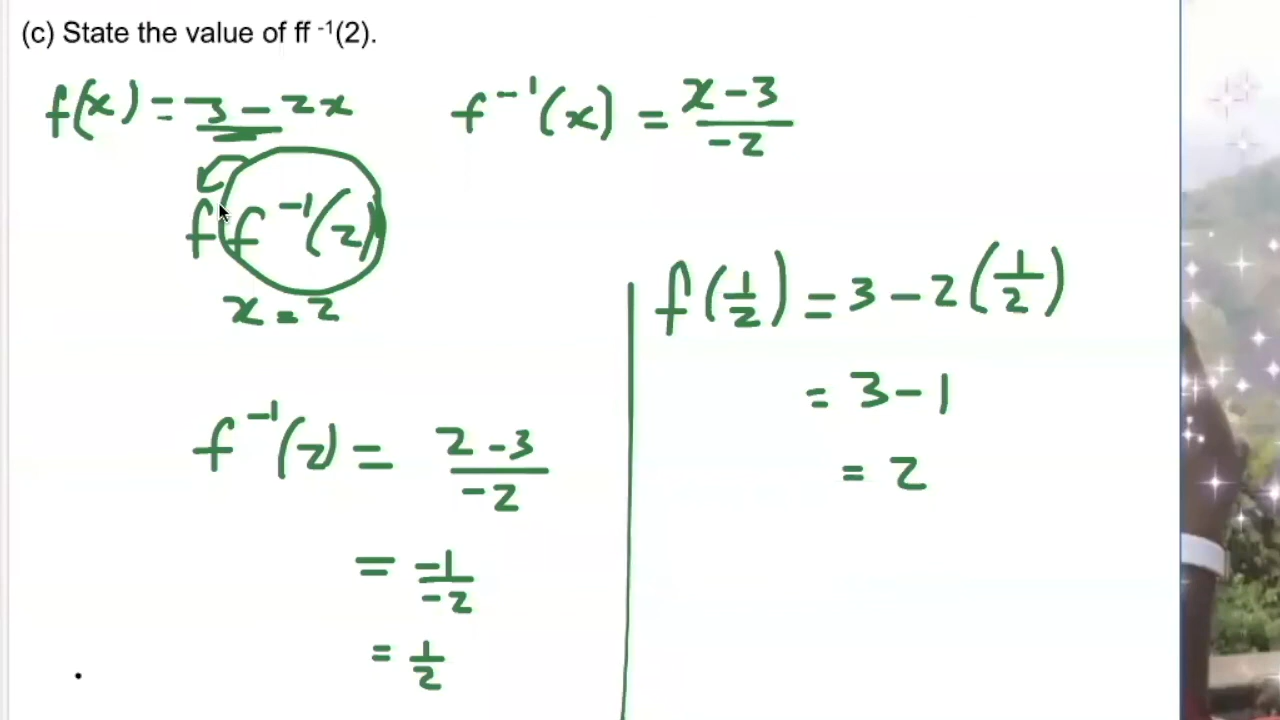 (c) State the value of ff ⁻¹(2).
f(x) = 3 - 2x
f⁻¹(x) = (x - 3)/(-2)
f f⁻¹(2)
x = 2
f⁻¹(2) = (2 - 3)/(-2)
= (-1)/(-2)
= 1/2
f(1/2) = 3 - 2(1/2)
= 3 - 1
= 2